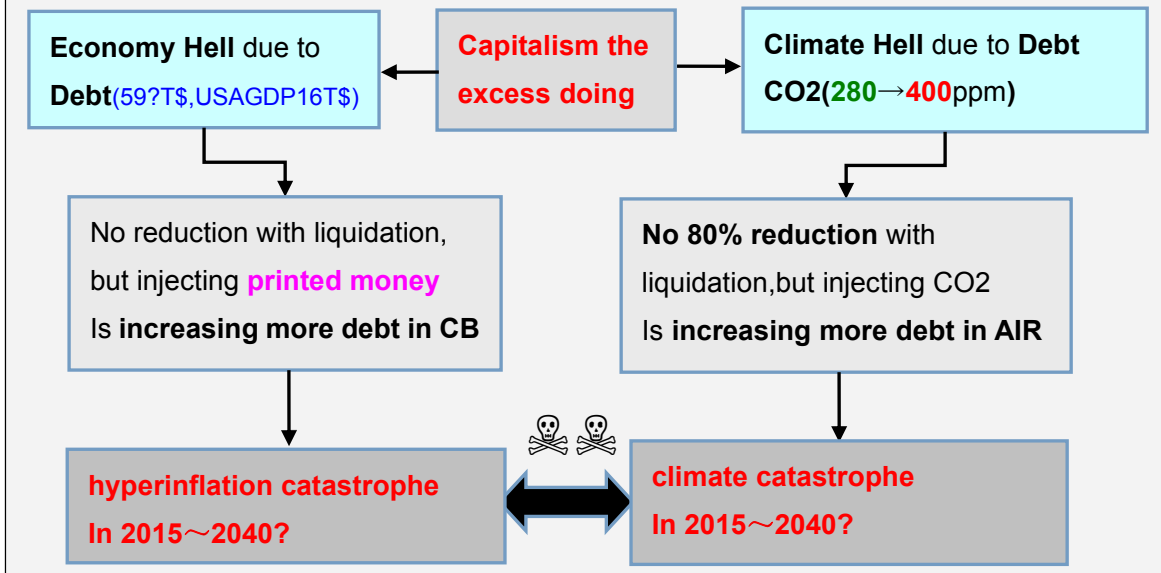 Economy Hell due to
Debt(59?T$,USAGDP16T$)
Capitalism the
excess doing
Climate Hell due to Debt
CO2(280→400ppm)
No reduction with liquidation,
but injecting printed money
Is increasing more debt in CB
No 80% reduction with
liquidation,but injecting CO2
Is increasing more debt in AIR
hyperinflation catastrophe
In 2015～2040?
climate catastrophe
In 2015～2040?